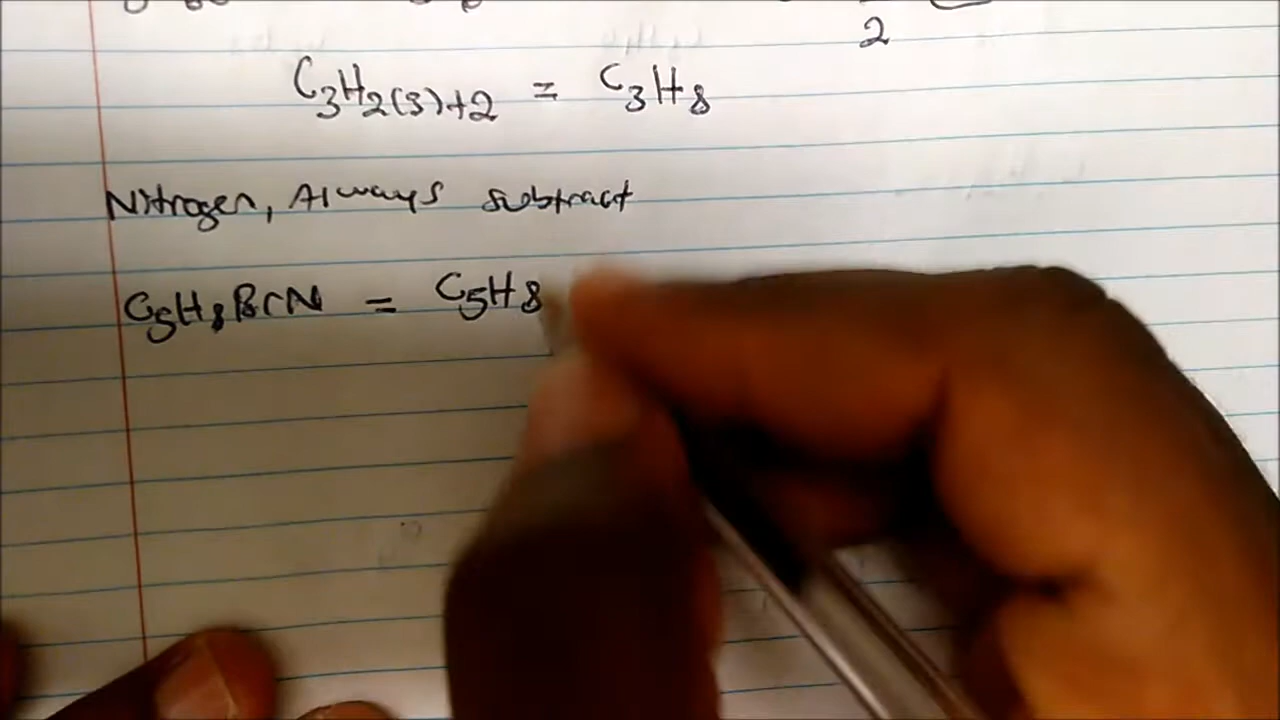 2
C3H2(3)+2 = C3H8
Nitrogen, Always subtract
C5H8BrN = C5H8